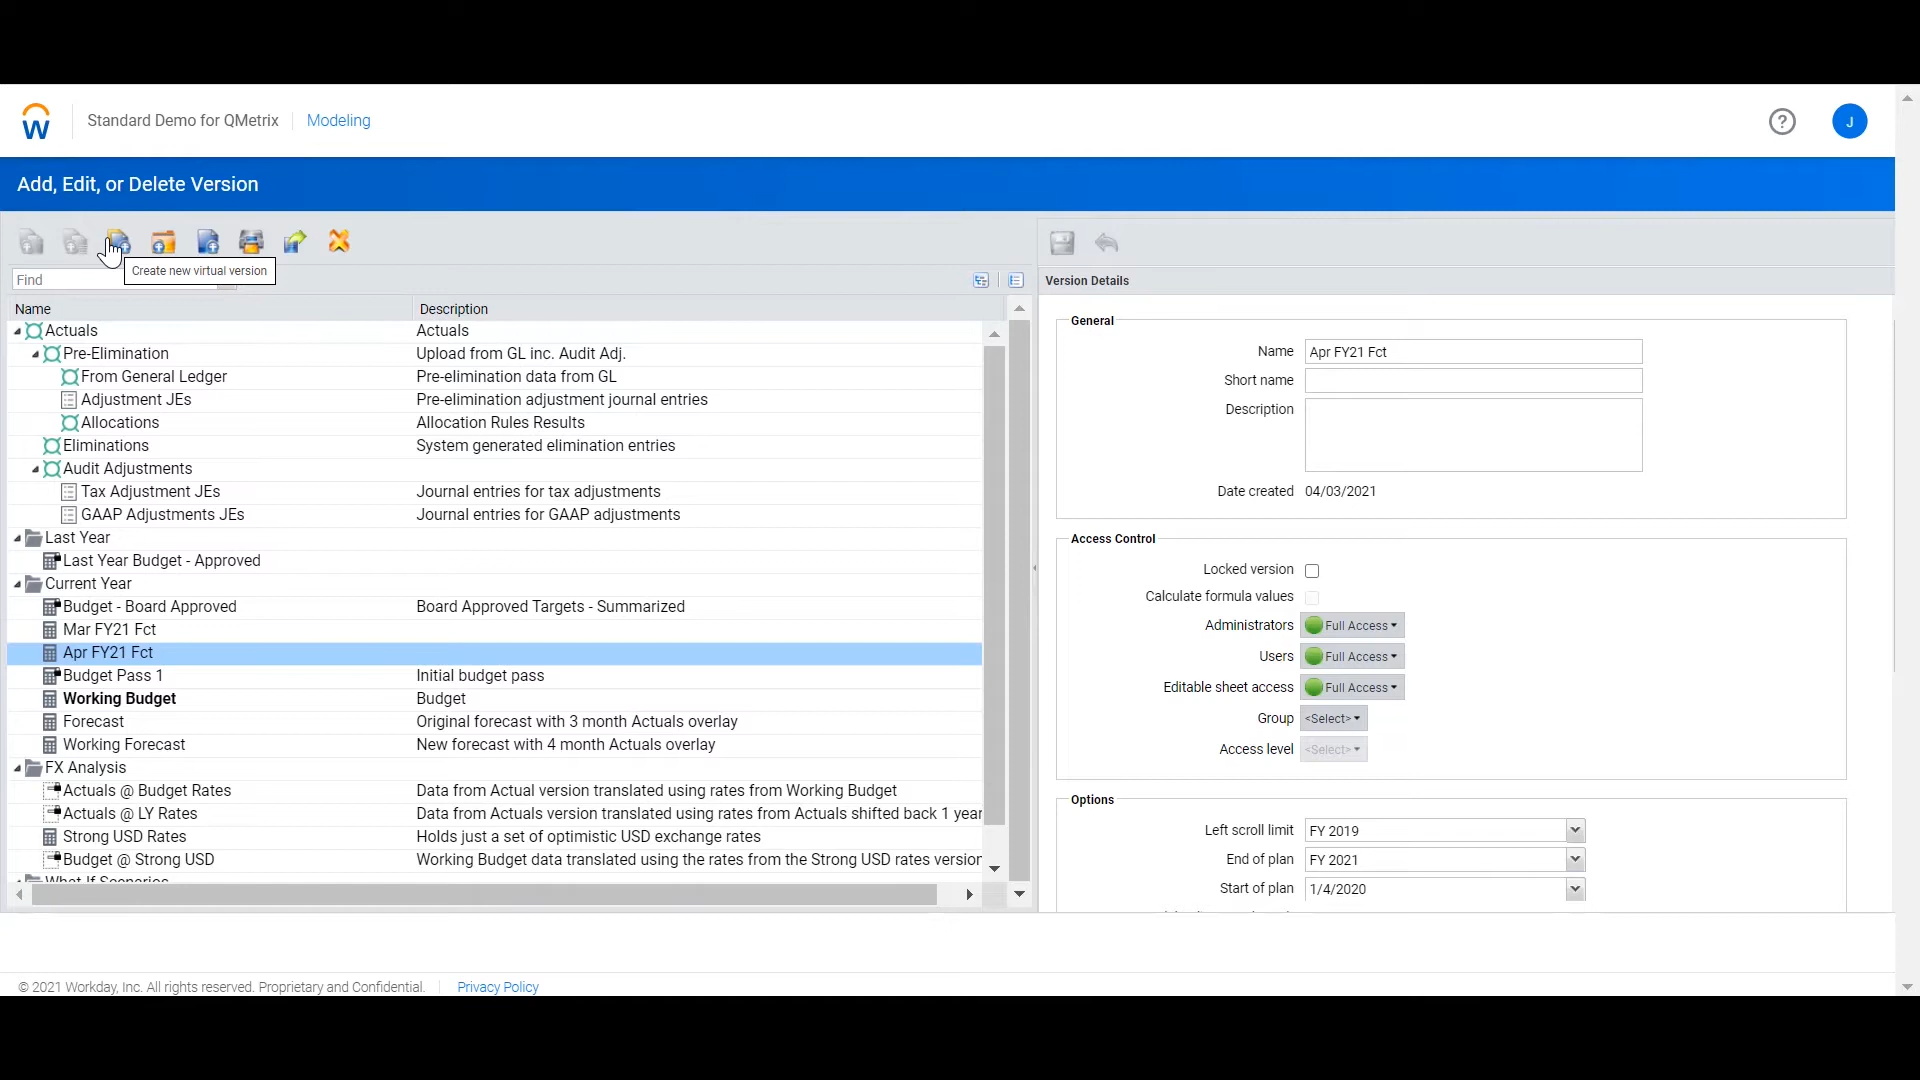 W
Standard Demo for QMetrix
Modeling
?
J
Add, Edit, or Delete Version
Create new virtual version
Find
Name
Description
Actuals
Actuals
Pre-Elimination
Upload from GL inc. Audit Adj.
From General Ledger
Pre-elimination data from GL
Adjustment JEs
Pre-elimination adjustment journal entries
Allocations
Allocation Rules Results
Eliminations
System generated elimination entries
Audit Adjustments
Tax Adjustment JEs
Journal entries for tax adjustments
GAAP Adjustments JEs
Journal entries for GAAP adjustments
Last Year
Last Year Budget - Approved
Current Year
Budget - Board Approved
Board Approved Targets - Summarized
Mar FY21 Fct
Apr FY21 Fct
Budget Pass 1
Initial budget pass
Working Budget
Budget
Forecast
Original forecast with 3 month Actuals overlay
Working Forecast
New forecast with 4 month Actuals overlay
FX Analysis
Actuals @ Budget Rates
Data from Actual version translated using rates from Working Budget
Actuals @ LY Rates
Data from Actuals version translated using rates from Actuals shifted back 1 year
Strong USD Rates
Holds just a set of optimistic USD exchange rates
Budget @ Strong USD
Working Budget data translated using the rates from the Strong USD rates version
What If Scenarios
Version Details
General
Name
Apr FY21 Fct
Short name
Description
Date created
04/03/2021
Access Control
Locked version
Calculate formula values
Administrators
Full Access
Users
Full Access
Editable sheet access
Full Access
Group
<Select>
Access level
<Select>
Options
Left scroll limit
FY 2019
End of plan
FY 2021
Start of plan
1/4/2020
© 2021 Workday, Inc. All rights reserved. Proprietary and Confidential.
Privacy Policy